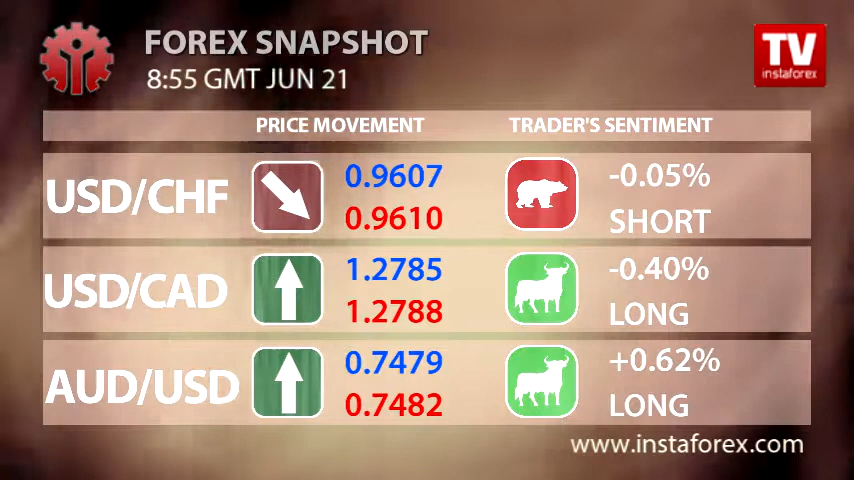 FOREX SNAPSHOT
8:55 GMT JUN 21
TV
instaforex
PRICE MOVEMENT TRADER'S SENTIMENT
USD/CHF
0.9607
0.9610
-0.05%
SHORT
USD/CAD
1.2785
1.2788
-0.40%
LONG
AUD/USD
0.7479
0.7482
+0.62%
LONG
www.instaforex.com